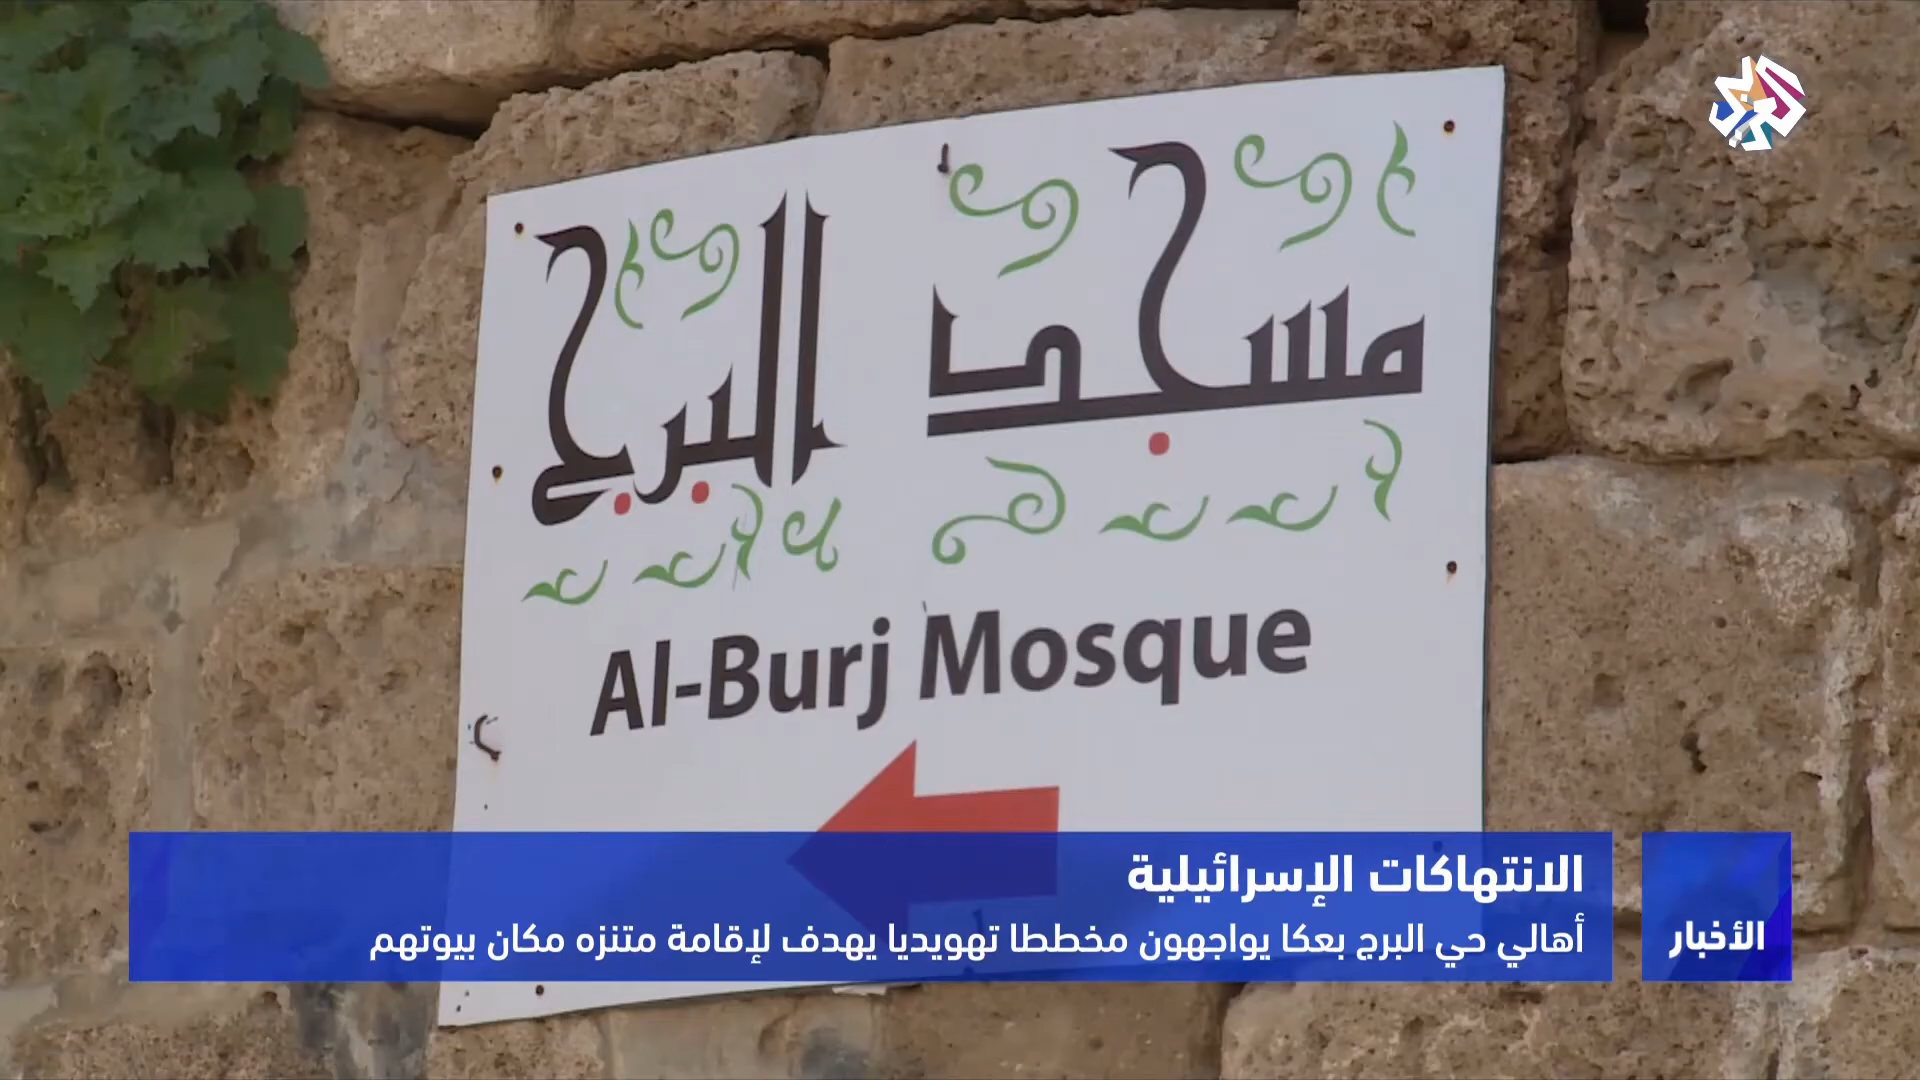 مسجد البرج
Al-Burj Mosque
الانتهاكات الإسرائيلية
أهالي حي البرج بعكا يواجهون مخططا تهويديا يهدف لإقامة متنزه مكان بيوتهم
الأخبار